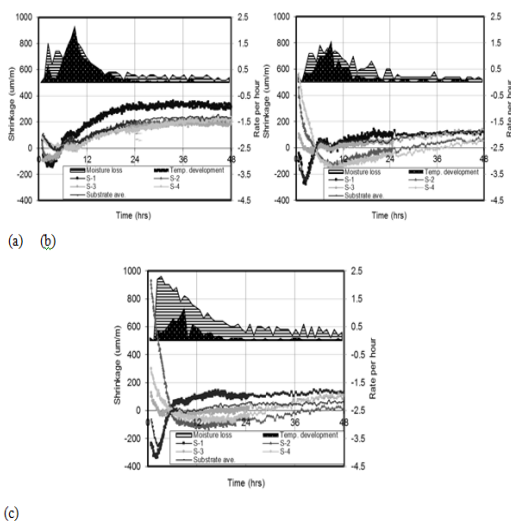 1000
800
600
400
200
0
-200
-400
Shrinkage (um/m)
2.5
1.5
0.5
-0.5
-1.5
-2.5
-3.5
-4.5
Rate per hour
0 12 24 36 48
Time (hrs)
Moisture loss
Temp. development
S-1
S-2
S-3
S-4
Substrate ave.
1000
800
600
400
200
0
-200
-400
Shrinkage (um/m)
2.5
1.5
0.5
-0.5
-1.5
-2.5
-3.5
-4.5
Rate per hour
0 12 24 36 48
Time (hrs)
Moisture loss
Temp. development
S-1
S-2
S-3
S-4
Substrate ave.
(a) (b)
1000
800
600
400
200
0
-200
-400
Shrinkage (um/m)
2.5
1.5
0.5
-0.5
-1.5
-2.5
-3.5
-4.5
Rate per hour
0 12 24 36 48
Time (hrs)
Moisture loss
Temp. development
S-1
S-2
S-3
S-4
Substrate ave.
(c)